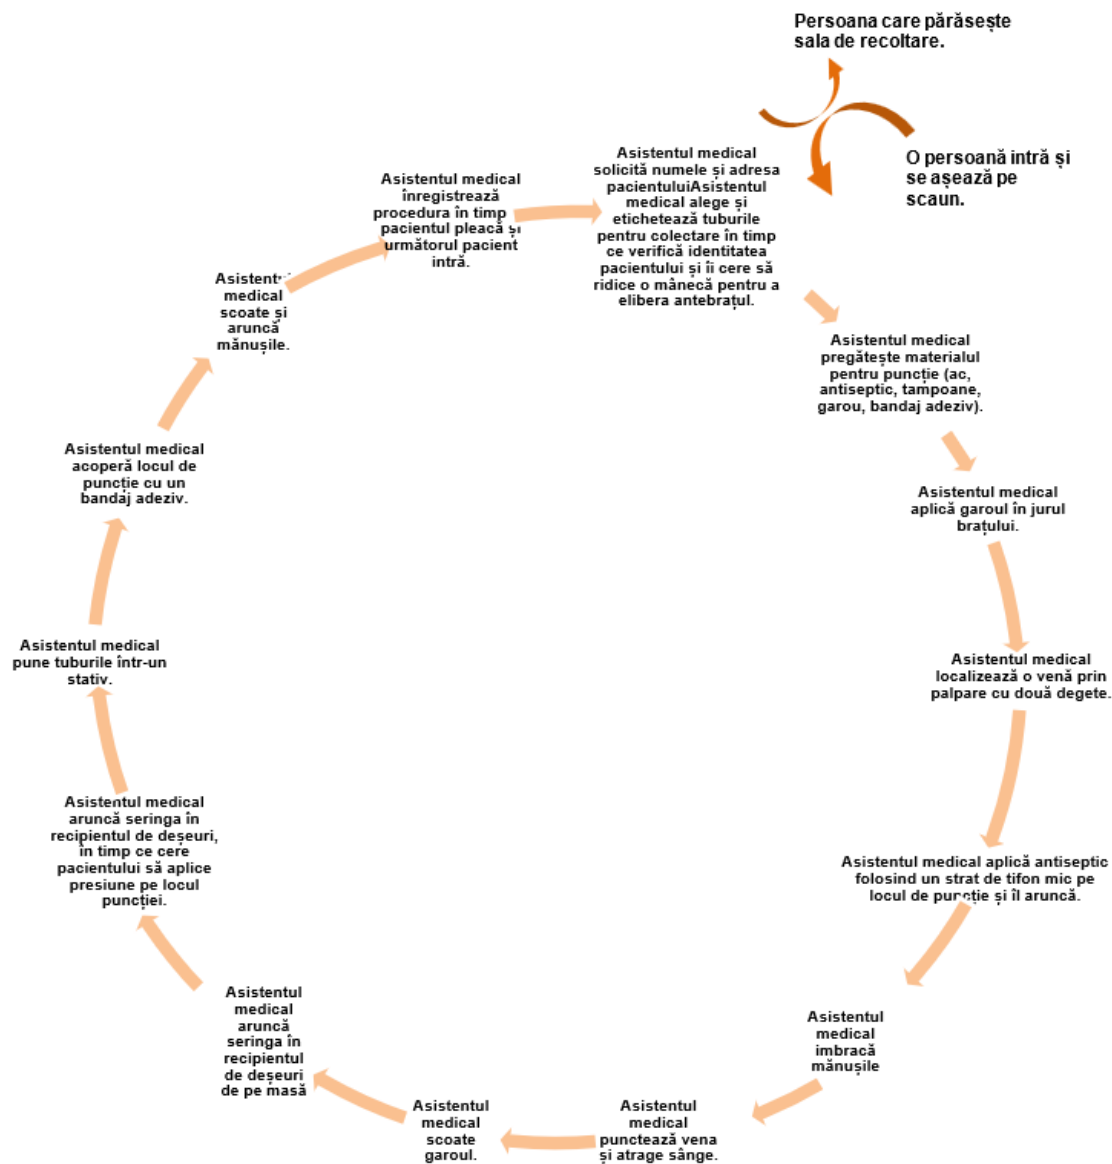 Persoana care părăsește
sala de recoltare.
O persoană intră și
se așează pe
scaun.
Asistentul medical
solicită numele și adresa
pacientuluiAsistentul
medical alege și
etichetează tuburile
pentru colectare în timp
ce verifică identitatea
pacientului și îi cere să
ridice o mânecă pentru a
elibera antebrațul.
Asistentul medical
pregătește materialul
pentru puncție (ac,
antiseptic, tampoane,
garou, bandaj adeziv).
Asistentul medical
aplică garoul în jurul
brațului.
Asistentul medical
localizează o venă prin
palpare cu două degete.
Asistentul medical aplică antiseptic
folosind un strat de tifon mic pe
locul de puncție și îl aruncă.
Asistentul
medical
imbracă
mănușile
Asistentul
medical
punctează vena
și atrage sânge.
Asistentul
medical
scoate
garoul.
Asistentul
medical
aruncă
seringa în
recipientul
de deșeuri
de pe masă
Asistentul medical
aruncă seringa în
recipientul de deșeuri,
în timp ce cere
pacientului să aplice
presiune pe locul
puncției.
Asistentul medical
pune tuburile într-un
stativ.
Asistentul medical
acoperă locul de
puncție cu un
bandaj adeziv.
Asistentul
medical
scoate și
aruncă
mănușile.
Asistentul medical
înregistrează
procedura în timp
pacientul pleacă și
următorul pacient
intră.